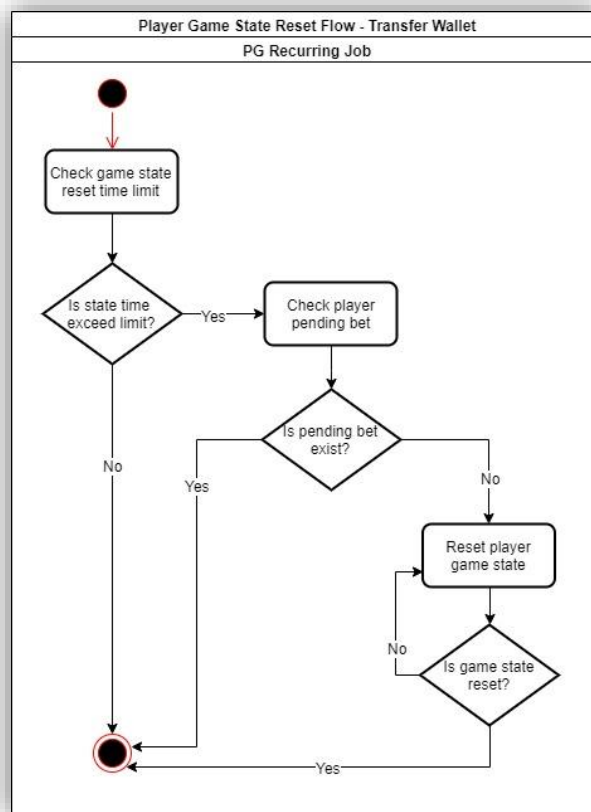 Player Game State Reset Flow - Transfer Wallet
PG Recurring Job
Check game state
reset time limit
Is state time
exceed limit?
Yes
Check player
pending bet
Is pending bet
exist?
No
Yes
No
Reset player
game state
No
Is game state
reset?
Yes